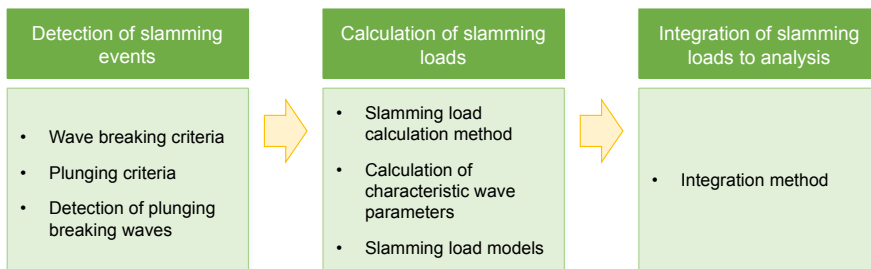 Detection of slamming
events
• Wave breaking criteria
• Plunging criteria
• Detection of plunging
breaking waves
Calculation of slamming
loads
• Slamming load
calculation method
• Calculation of
characteristic wave
parameters
• Slamming load models
Integration of slamming
loads to analysis
• Integration method